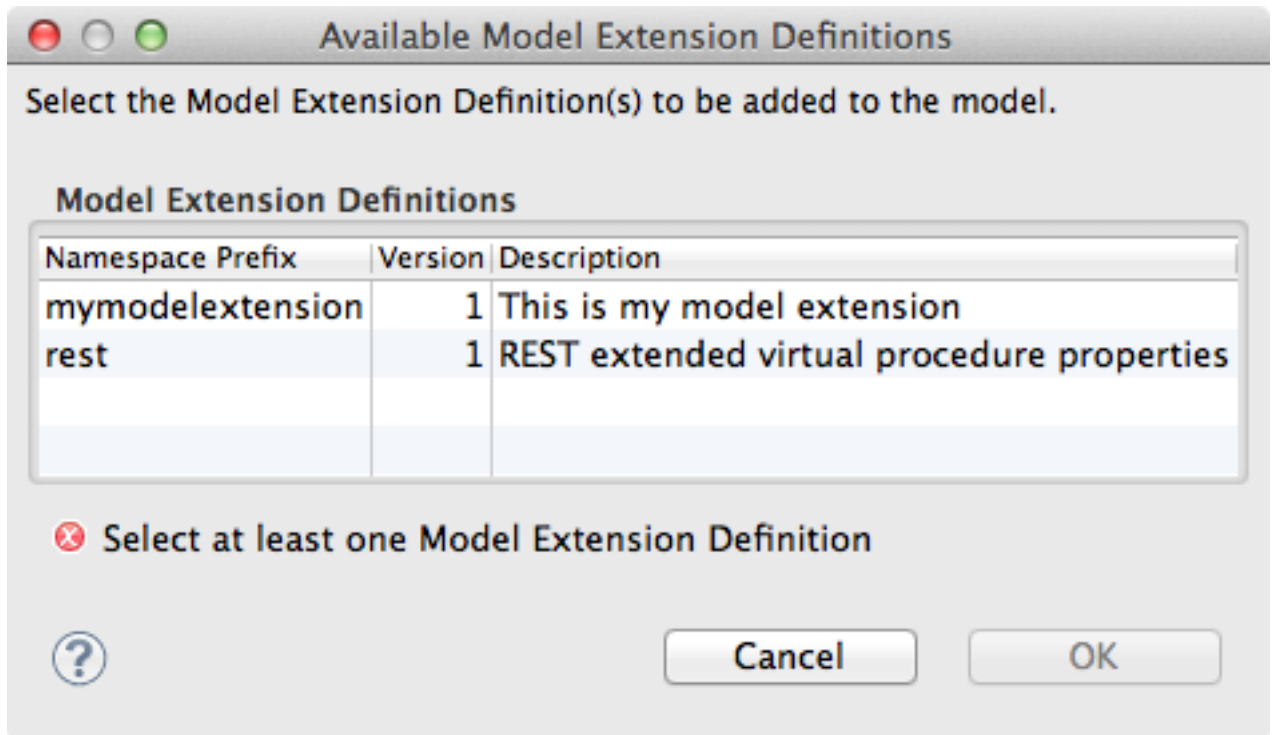 Available Model Extension Definitions
Select the Model Extension Definition(s) to be added to the model.
Model Extension Definitions
Namespace Prefix Version Description
mymodelextension 1 This is my model extension
rest 1 REST extended virtual procedure properties
Select at least one Model Extension Definition
? Cancel OK